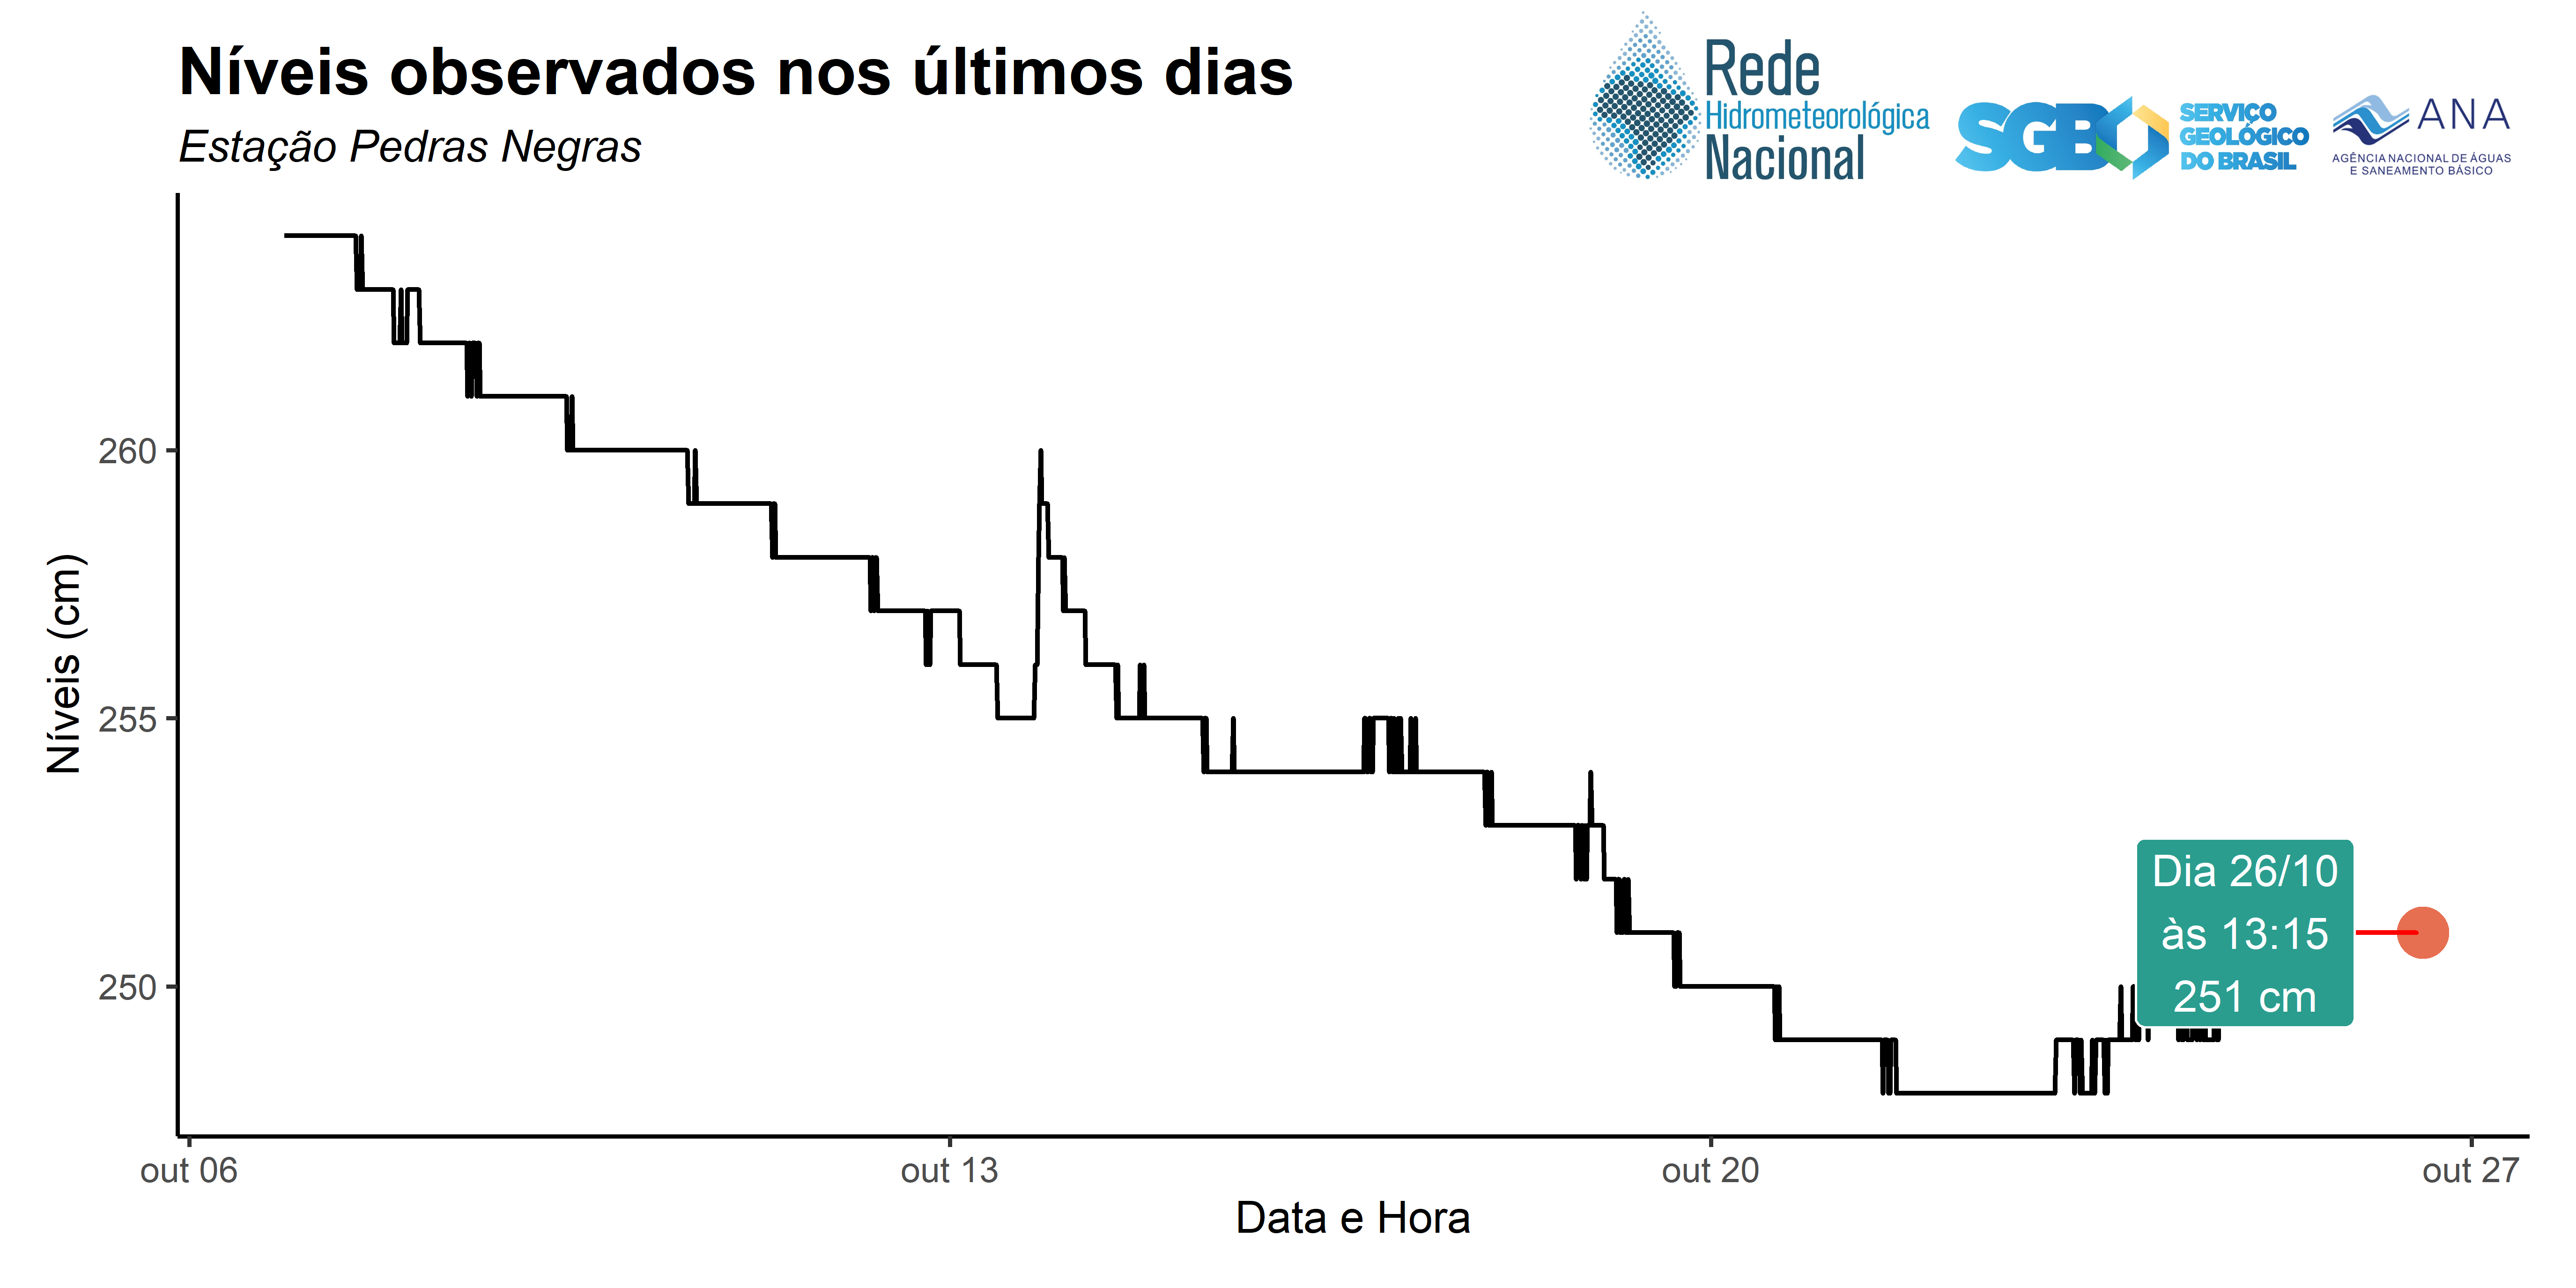 Níveis observados nos últimos dias
Estação Pedras Negras
Rede
Hidrometeorológica
Nacional
SGB
SERVIÇO
GEOLÓGICO
DO BRASIL
ANA
AGÊNCIA NACIONAL DE ÁGUAS
E SANEAMENTO BÁSICO
Níveis (cm)
260
255
250
Dia 26/10
às 13:15
251 cm
out 06
out 13
out 20
out 27
Data e Hora